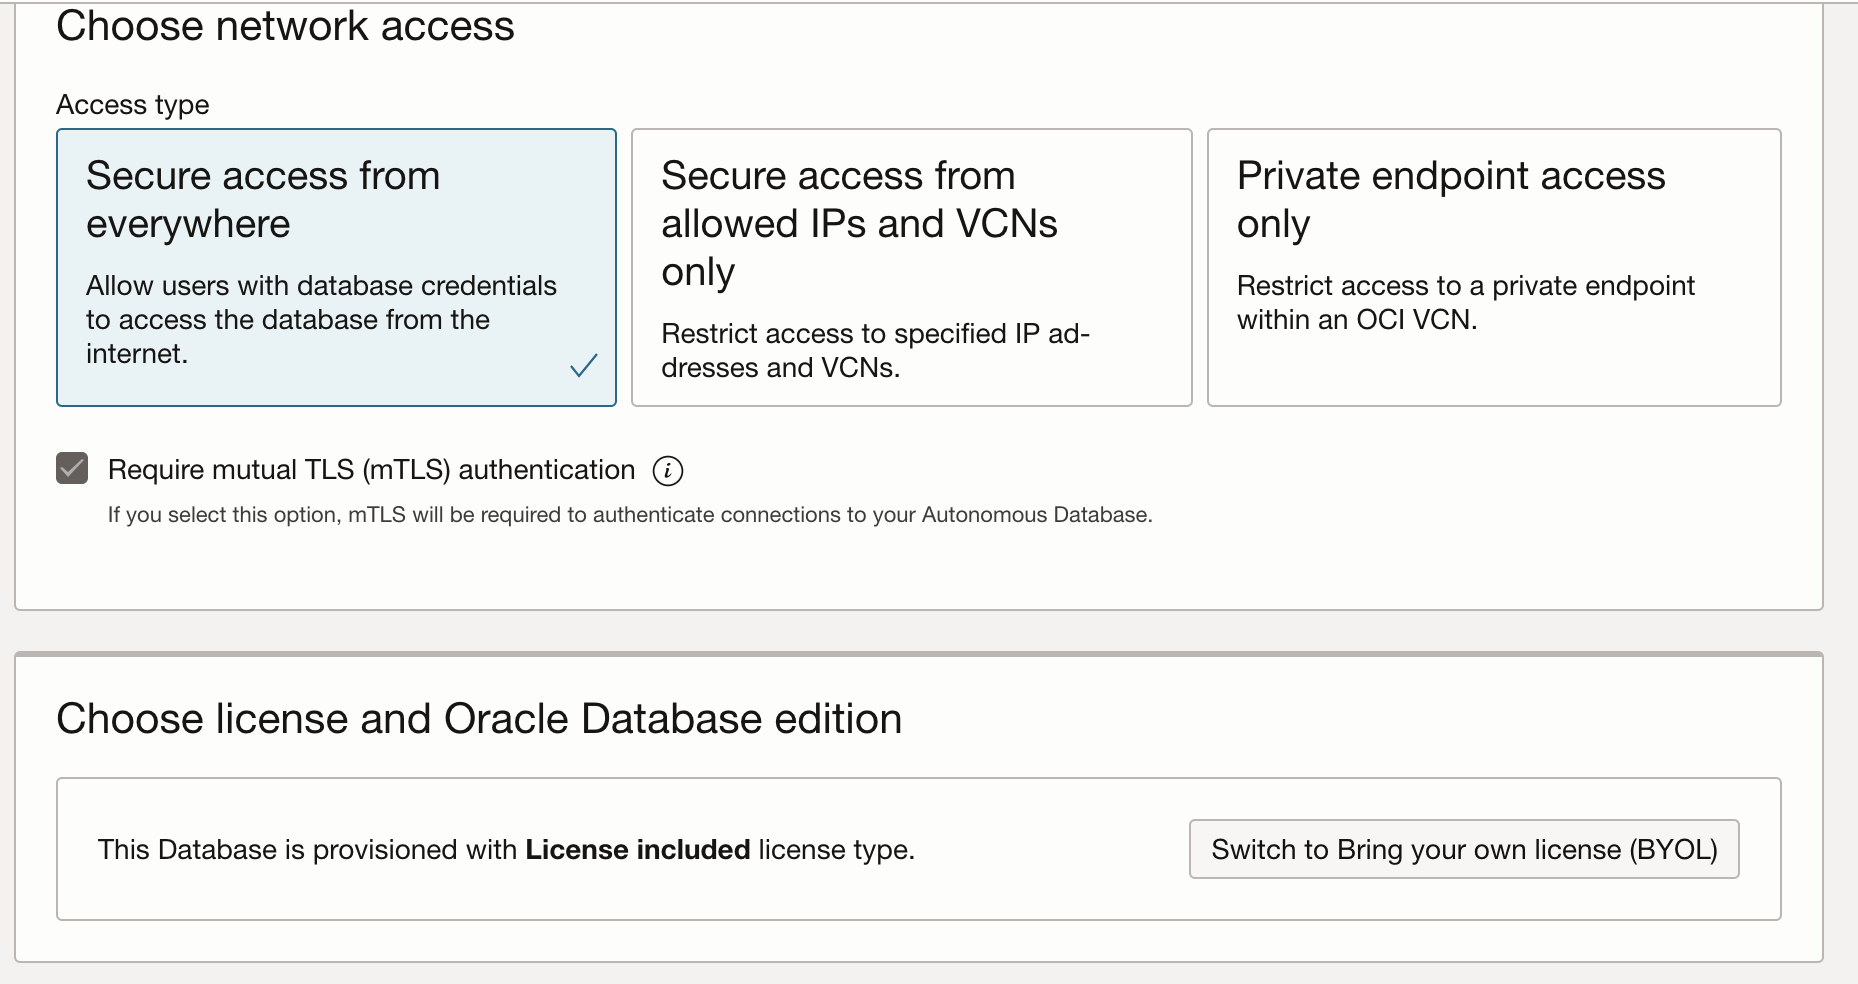 Choose network access
Access type
Secure access from
everywhere
Allow users with database credentials
to access the database from the
internet.
Secure access from
allowed IPs and VCNs
only
Restrict access to specified IP ad-
dresses and VCNs.
Private endpoint access
only
Restrict access to a private endpoint
within an OCI VCN.
Require mutual TLS (mTLS) authentication i
If you select this option, mTLS will be required to authenticate connections to your Autonomous Database.
Choose license and Oracle Database edition
This Database is provisioned with License included license type.
Switch to Bring your own license (BYOL)